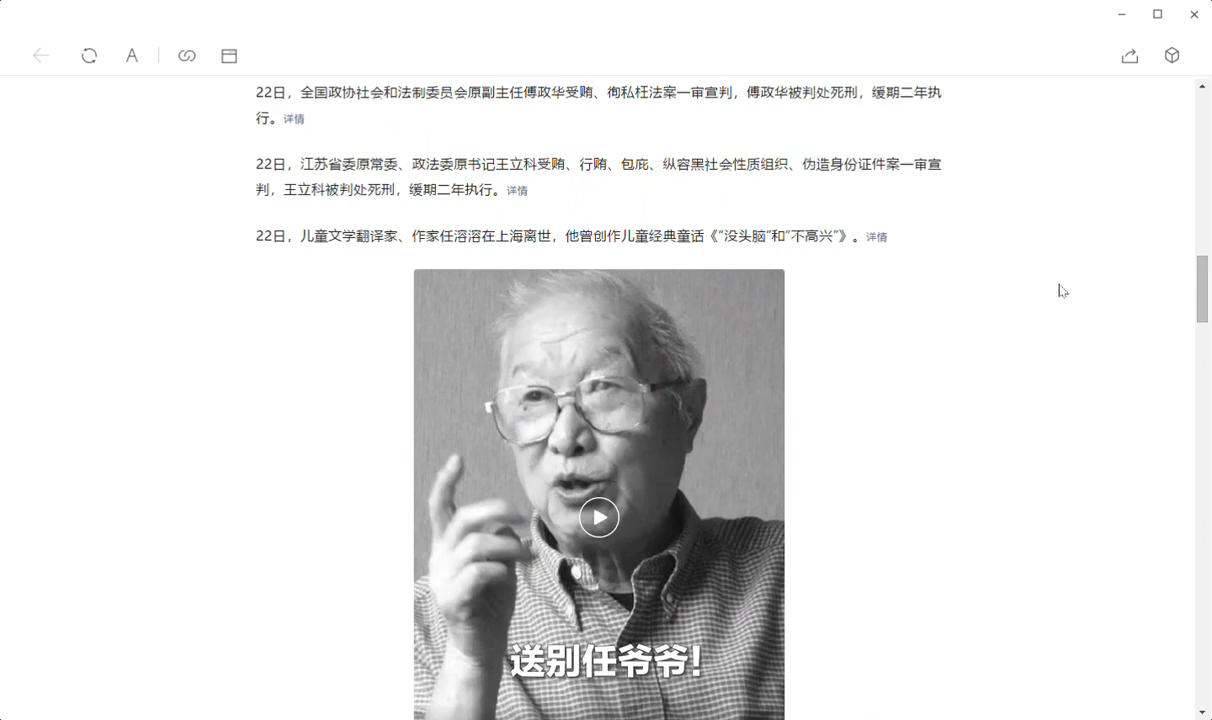 22日，全国政协社会和法制委员会原副主任傅政华受贿、徇私枉法案一审宣判，傅政华被判处死刑，缓期二年执
行。详情
22日，江苏省委原常委、政法委原书记王立科受贿、行贿、包庇、纵容黑社会性质组织、伪造身份证件案一审宣
判，王立科被判处死刑，缓期二年执行。详情
22日，儿童文学翻译家、作家任溶溶在上海离世，他曾创作儿童经典童话《“没头脑”和“不高兴”》。详情
送别任爷爷！